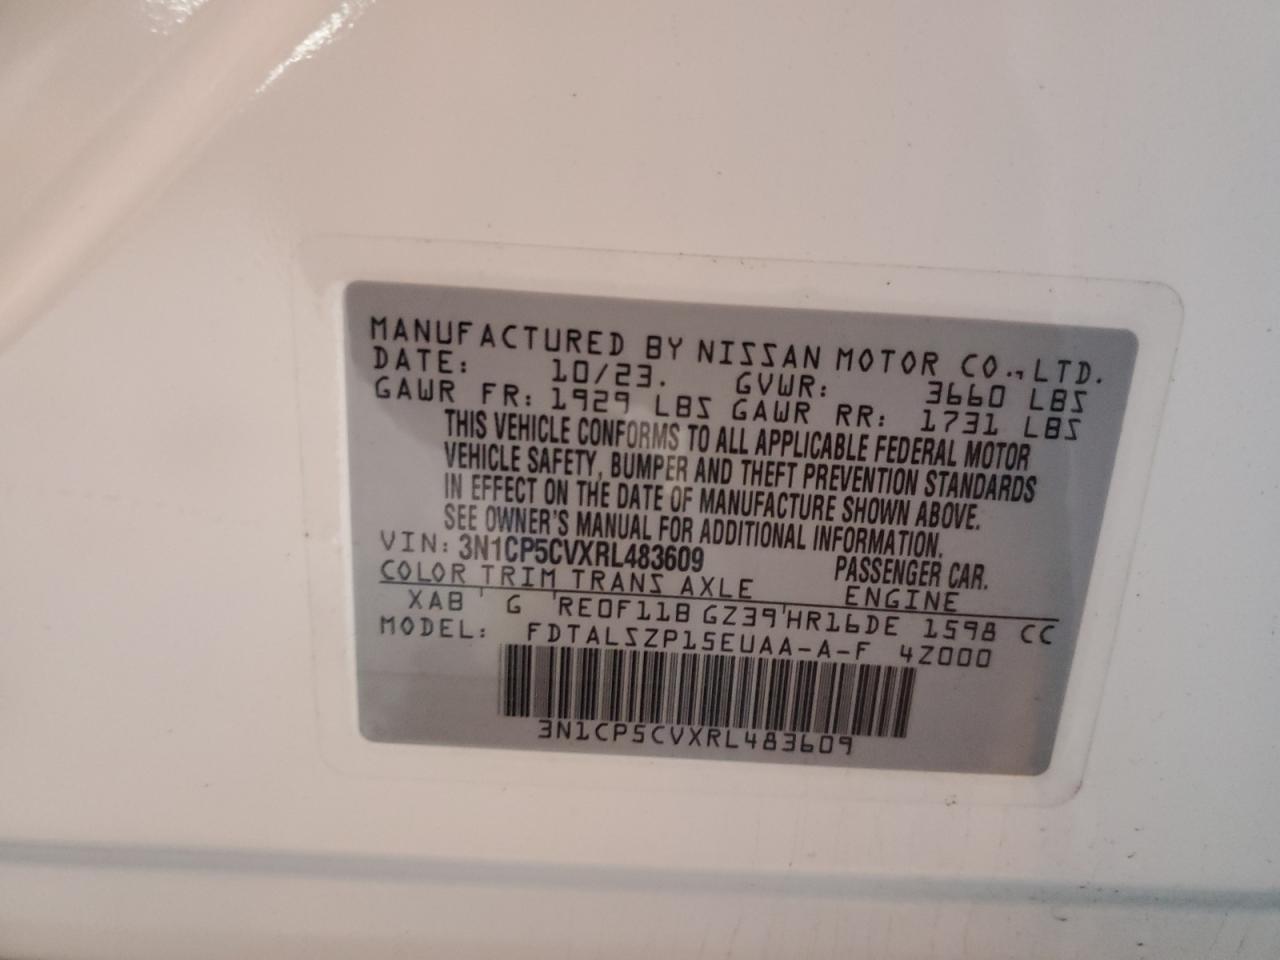 MANUFACTURED BY NISSAN MOTOR CO.,LTD.
DATE: 10/23. GVWR: 3660 LBS
GAWR FR: 1929 LBS GAWR RR: 1731 LBS
THIS VEHICLE CONFORMS TO ALL APPLICABLE FEDERAL MOTOR
VEHICLE SAFETY, BUMPER AND THEFT PREVENTION STANDARDS
IN EFFECT ON THE DATE OF MANUFACTURE SHOWN ABOVE.
SEE OWNER'S MANUAL FOR ADDITIONAL INFORMATION.
VIN: 3N1CP5CVXRL483609 PASSENGER CAR.
COLOR TRIM TRANS AXLE ENGINE
XAB ' G 'RE0F11B GZ39'HR16DE 1598 CC
MODEL: FDTALSZP15EUAA-A-F 4Z000
3N1CP5CVXRL483609